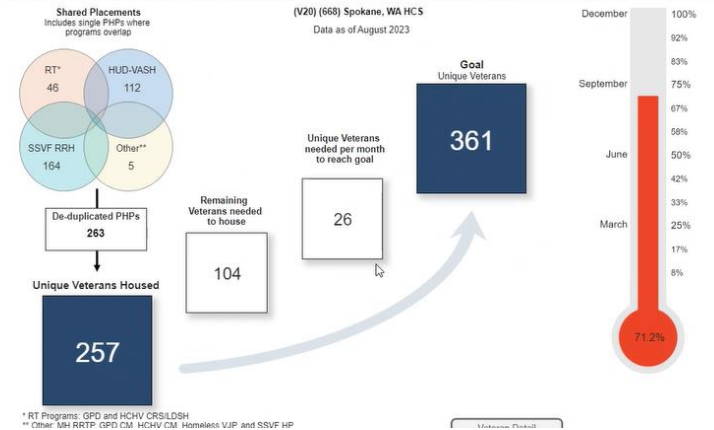 Shared Placements
Includes single PHPs where
programs overlap
(V20) (668) Spokane, WA HCS
Data as of August 2023
RT*
46
HUD-VASH
112
SSVF RRH
164
Other**
5
De-duplicated PHPs
263
Unique Veterans Housed
257
Remaining
Veterans needed
to house
104
Unique Veterans
needed per month
to reach goal
26
Goal
Unique Veterans
361
December
September
June
March
100%
92%
83%
75%
67%
58%
50%
42%
33%
25%
17%
8%
71.2%
* RT Programs: GPD and HCHV CRS/LDSH
** Other: MH RRTP, GPD CM, HCHV CM, Homeless VJP, and SSVF HP
Veteran Detail